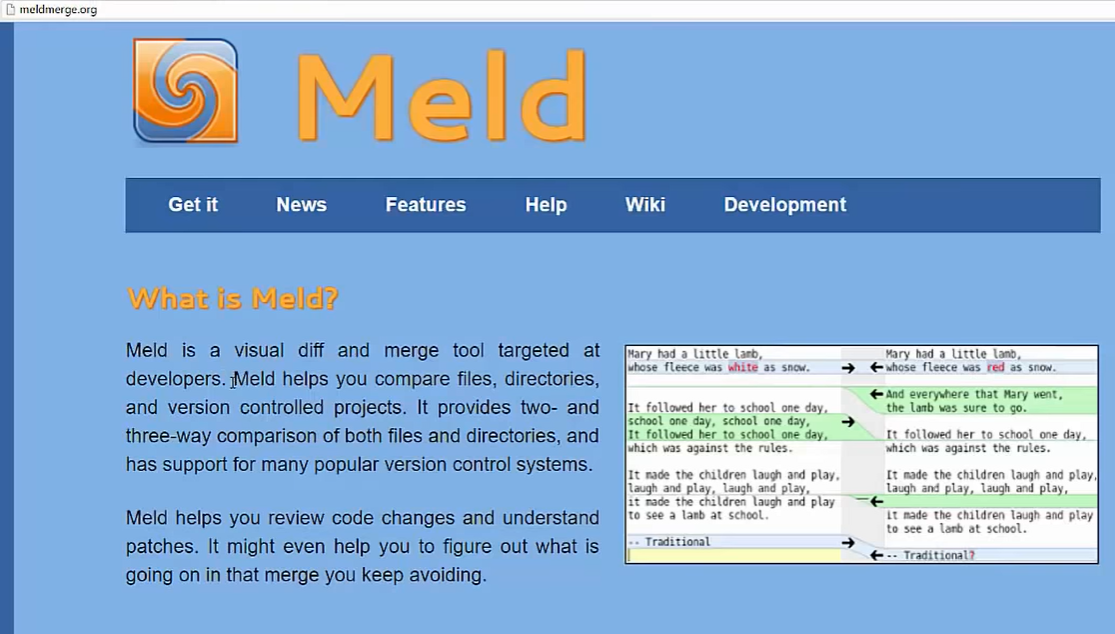 meldmerge.org
Meld
Get it News Features Help Wiki Development
What is Meld?
Meld is a visual diff and merge tool targeted at
developers. Meld helps you compare files, directories,
and version controlled projects. It provides two- and
three-way comparison of both files and directories, and
has support for many popular version control systems.
Meld helps you review code changes and understand
patches. It might even help you to figure out what is
going on in that merge you keep avoiding.
Mary had a little lamb,
whose fleece was white as snow.
It followed her to school one day,
school one day, school one day,
It followed her to school one day,
which was against the rules.
It made the children laugh and play,
laugh and play, laugh and play,
it made the children laugh and play
to see a lamb at school.
-- Traditional
Mary had a little lamb,
whose fleece was red as snow.
And everywhere that Mary went,
the lamb was sure to go.
It followed her to school one day,
which was against the rules.
It made the children laugh and play,
laugh and play, laugh and play,
it made the children laugh and play
to see a lamb at school.
-- Traditional?